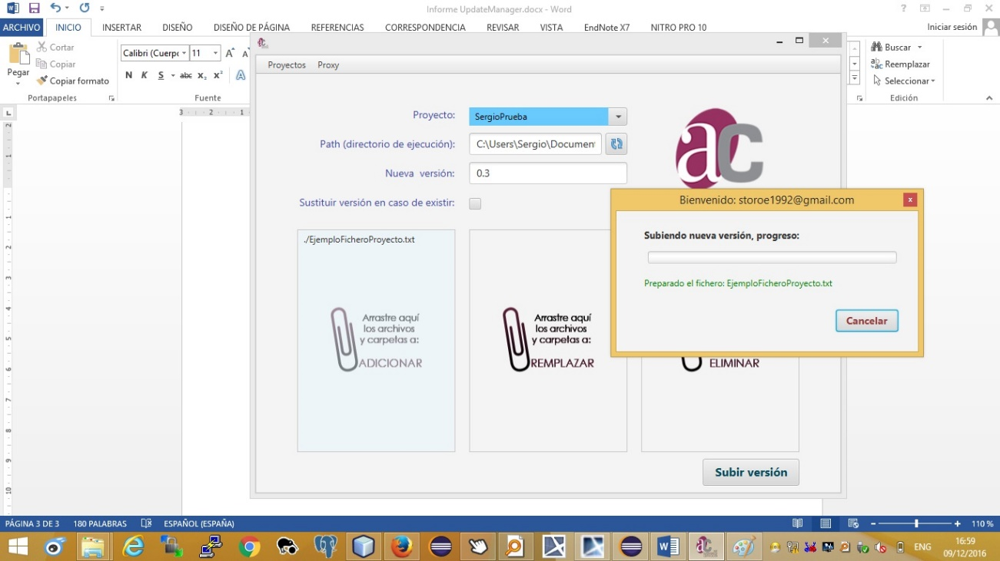 Informe UpdateManager.docx - Word
ARCHIVO INICIO INSERTAR DISEÑO DISEÑO DE PÁGINA REFERENCIAS CORRESPONDENCIA REVISAR VISTA EndNote X7 NITRO PRO 10 Iniciar sesión
Pegar
Cortar
Copiar
Copiar formato
Portapapeles
Calibri (Cuerpo 11
N K S abc X₂ X² A
Fuente
Buscar
Reemplazar
Seleccionar
Edición
3 2 1
Proyectos Proxy
Proyecto: SergioPrueba
Path (directorio de ejecución): C:\Users\Sergio\Documen
Nueva versión: 0.3
Sustituir versión en caso de existir:
ac
./EjemploFicheroProyecto.txt
Arrastre aquí
los archivos
y carpetas a:
ADICIONAR
Arrastre aquí
los archivos
y carpetas a:
REMPLAZAR
ELIMINAR
Bienvenido: storoe1992@gmail.com
Subiendo nueva versión, progreso:
Preparado el fichero: EjemploFicheroProyecto.txt
Cancelar
Subir versión
PÁGINA 3 DE 3 180 PALABRAS ESPAÑOL (ESPAÑA) 110 %
ENG
16:59
09/12/2016